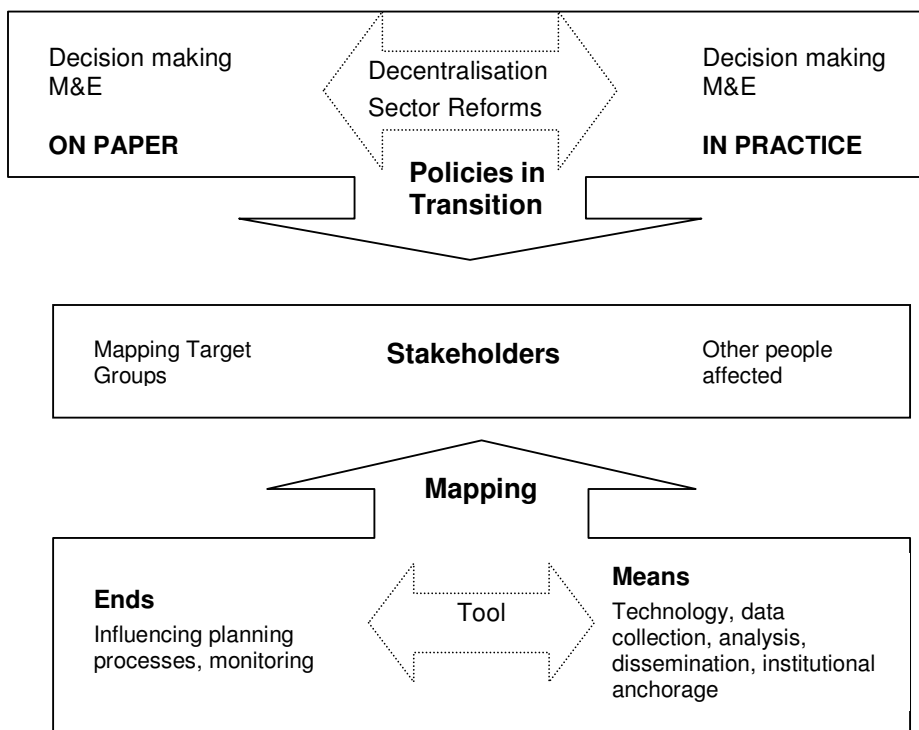 Decision making
M&E
ON PAPER
Decentralisation
Sector Reforms
Decision making
M&E
IN PRACTICE
Policies in
Transition
Mapping Target
Groups
Stakeholders
Other people
affected
Mapping
Ends
Influencing planning
processes, monitoring
Tool
Means
Technology, data
collection, analysis,
dissemination, institutional
anchorage